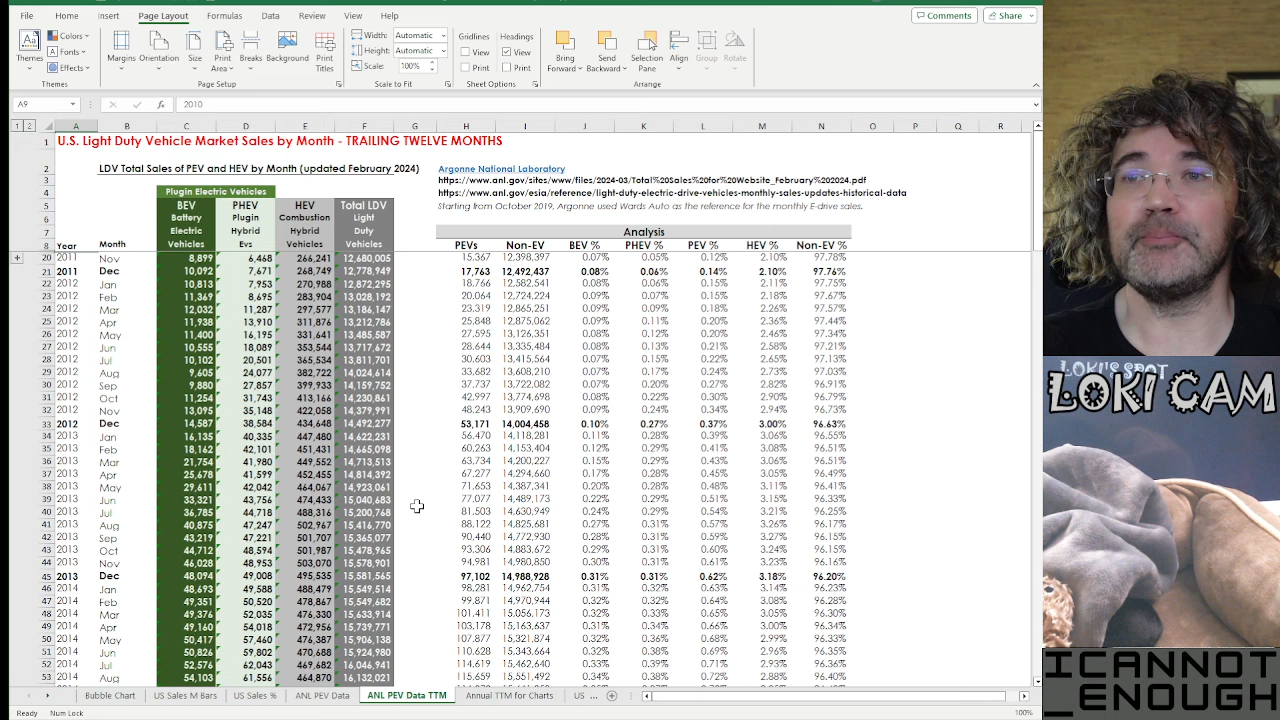 File Home Insert Page Layout Formulas Data Review View Help Comments Share
Themes Colors Fonts Effects Margins Orientation Size Print Area Breaks Background Print Titles Width: Automatic Height: Automatic Scale: 100% Gridlines View Print Headings View Print Bring Forward Send Backward Selection Pane Align Group Rotate
Themes Page Setup Scale to Fit Sheet Options Arrange
A9 fx 2010
1 2 A B C D E F G H I J K L M N O P Q R
1 U.S. Light Duty Vehicle Market Sales by Month - TRAILING TWELVE MONTHS
2 LDV Total Sales of PEV and HEV by Month (updated February 2024) Argonne National Laboratory
3 https://www.anl.gov/sites/www/files/2024-03/Total%20Sales%20for%20Website_February%202024.pdf
4 Plugin Electric Vehicles https://www.anl.gov/esia/reference/light-duty-electric-drive-vehicles-monthly-sales-updates-historical-data
5 BEV PHEV HEV Total LDV Starting from October 2019, Argonne used Wards Auto as the reference for the monthly E-drive sales.
6 Battery Plugin Combustion Light
7 Electric Hybrid Hybrid Duty Analysis
8 Year Month Vehicles Evs Vehicles Vehicles PEVs Non-EV BEV % PHEV % PEV % HEV % Non-EV %
20 2011 Nov 8,899 6,468 266,241 12,680,005 15,367 12,398,397 0.07% 0.05% 0.12% 2.10% 97.78%
21 2011 Dec 10,092 7,671 268,749 12,778,949 17,763 12,492,437 0.08% 0.06% 0.14% 2.10% 97.76%
22 2012 Jan 10,813 7,953 270,988 12,872,295 18,766 12,582,541 0.08% 0.06% 0.15% 2.11% 97.75%
23 2012 Feb 11,369 8,695 283,904 13,028,192 20,064 12,724,224 0.09% 0.07% 0.15% 2.18% 97.67%
24 2012 Mar 12,032 11,287 297,577 13,186,147 23,319 12,865,251 0.09% 0.09% 0.18% 2.26% 97.57%
25 2012 Apr 11,938 13,910 311,876 13,212,786 25,848 12,875,062 0.09% 0.11% 0.20% 2.36% 97.44%
26 2012 May 11,400 16,195 331,641 13,485,587 27,595 13,126,351 0.08% 0.12% 0.20% 2.46% 97.34%
27 2012 Jun 10,555 18,089 353,544 13,717,672 28,644 13,335,484 0.08% 0.13% 0.21% 2.58% 97.21%
28 2012 Jul 10,102 20,501 365,534 13,811,701 30,603 13,415,564 0.07% 0.15% 0.22% 2.65% 97.13%
29 2012 Aug 9,605 24,077 382,722 14,024,614 33,682 13,608,210 0.07% 0.17% 0.24% 2.73% 97.03%
30 2012 Sep 9,880 27,857 399,933 14,159,752 37,737 13,722,082 0.07% 0.20% 0.27% 2.82% 96.91%
31 2012 Oct 11,254 31,743 413,166 14,230,861 42,997 13,774,698 0.08% 0.22% 0.30% 2.90% 96.79%
32 2012 Nov 13,095 35,148 422,058 14,379,991 48,243 13,909,690 0.09% 0.24% 0.34% 2.94% 96.73%
33 2012 Dec 14,587 38,584 434,648 14,492,277 53,171 14,004,458 0.10% 0.27% 0.37% 3.00% 96.63%
34 2013 Jan 16,135 40,335 447,480 14,622,231 56,470 14,118,281 0.11% 0.28% 0.39% 3.06% 96.55%
35 2013 Feb 18,162 42,101 451,431 14,665,098 60,263 14,153,404 0.12% 0.29% 0.41% 3.08% 96.51%
36 2013 Mar 21,754 41,980 449,552 14,713,513 63,734 14,200,227 0.15% 0.29% 0.43% 3.06% 96.51%
37 2013 Apr 25,678 41,599 452,455 14,814,392 67,277 14,294,660 0.17% 0.28% 0.45% 3.05% 96.49%
38 2013 May 29,611 42,042 464,067 14,923,061 71,653 14,387,341 0.20% 0.28% 0.48% 3.11% 96.41%
39 2013 Jun 33,321 43,756 474,433 15,040,683 77,077 14,489,173 0.22% 0.29% 0.51% 3.15% 96.33%
40 2013 Jul 36,785 44,718 488,316 15,200,768 81,503 14,630,949 0.24% 0.29% 0.54% 3.21% 96.25%
41 2013 Aug 40,875 47,247 502,967 15,416,770 88,122 14,825,681 0.27% 0.31% 0.57% 3.26% 96.17%
42 2013 Sep 43,219 47,221 501,707 15,365,077 90,440 14,772,930 0.28% 0.31% 0.59% 3.27% 96.15%
43 2013 Oct 44,712 48,594 501,987 15,478,965 93,306 14,883,672 0.29% 0.31% 0.60% 3.24% 96.15%
44 2013 Nov 46,028 48,953 503,070 15,578,901 94,981 14,980,850 0.30% 0.31% 0.61% 3.23% 96.16%
45 2013 Dec 48,094 49,008 495,535 15,581,565 97,102 14,988,928 0.31% 0.31% 0.62% 3.18% 96.20%
46 2014 Jan 48,693 49,588 488,479 15,549,514 98,281 14,962,754 0.31% 0.32% 0.63% 3.14% 96.23%
47 2014 Feb 49,351 50,520 478,867 15,549,682 99,871 14,970,944 0.32% 0.32% 0.64% 3.08% 96.28%
48 2014 Mar 49,376 52,035 476,330 15,633,914 101,411 15,056,173 0.32% 0.33% 0.65% 3.05% 96.30%
49 2014 Apr 49,160 54,018 472,956 15,739,771 103,178 15,163,637 0.31% 0.34% 0.66% 3.00% 96.34%
50 2014 May 50,417 57,460 476,387 15,906,138 107,877 15,321,874 0.32% 0.36% 0.68% 2.99% 96.33%
51 2014 Jun 50,826 59,802 470,688 15,924,980 110,628 15,343,664 0.32% 0.38% 0.69% 2.96% 96.35%
52 2014 Jul 52,576 62,043 469,682 16,046,941 114,619 15,462,640 0.33% 0.39% 0.71% 2.93% 96.36%
53 2014 Aug 54,103 61,556 464,870 16,132,021
Bubble Chart US Sales M Bars US Sales % ANL PEV Data ANL PEV Data TTM Annual TTM for Charts US ...
Ready Num Lock 100%
LOKI'S SPOT
LOKI CAM
ICANNOT
_ENOUGH